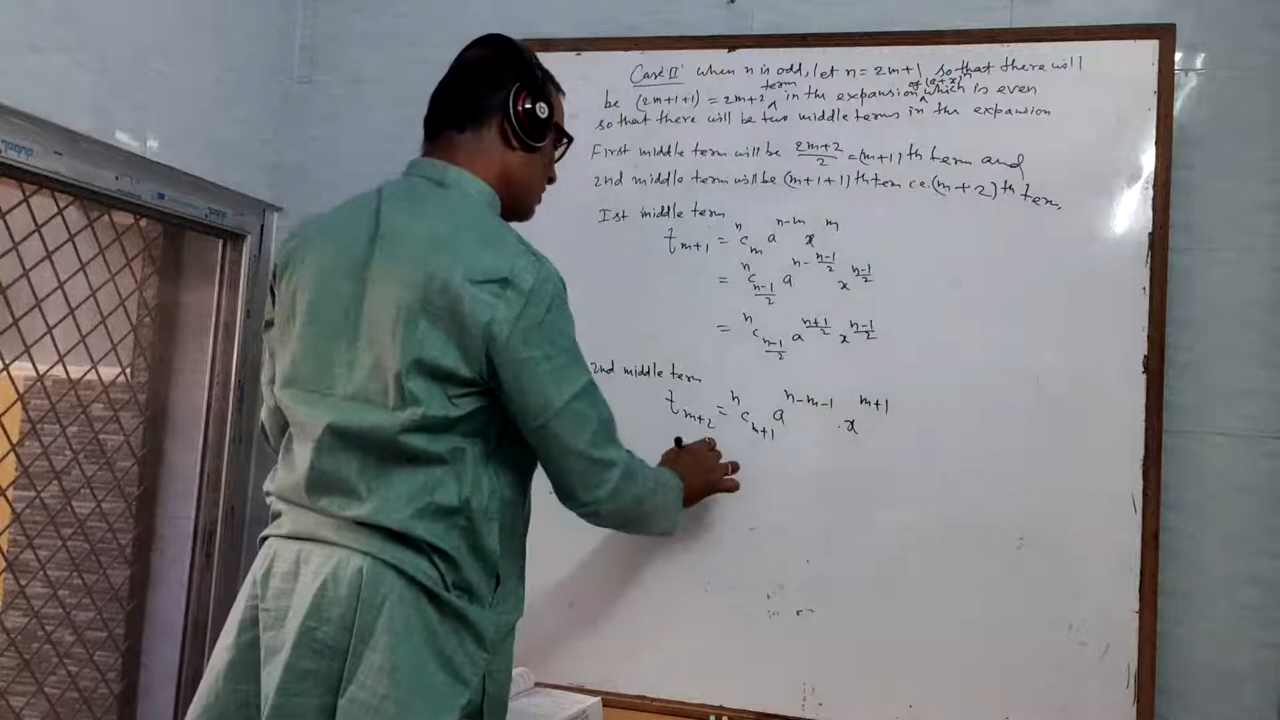 Case II' when n is odd, let n = 2m+1 so that there will
be (2m+1+1) = 2m+2 term in the expansion of (a+x)^n which is even
so that there will be two middle terms in the expansion
First middle term will be (2m+2)/2 = (m+1)th term and
2nd middle term will be (m+1+1)th tem i.e. (m+2)th term,
Ist middle term
t_{m+1} = ^nC_m a^{n-m} x^m
= ^nC_{(n-1)/2} a^{n-(n-1)/2} x^{(n-1)/2}
= ^nC_{(n-1)/2} a^{(n+1)/2} x^{(n-1)/2}
2nd middle term
t_{m+2} = ^nC_{m+1} a^{n-m-1} . x^{m+1}